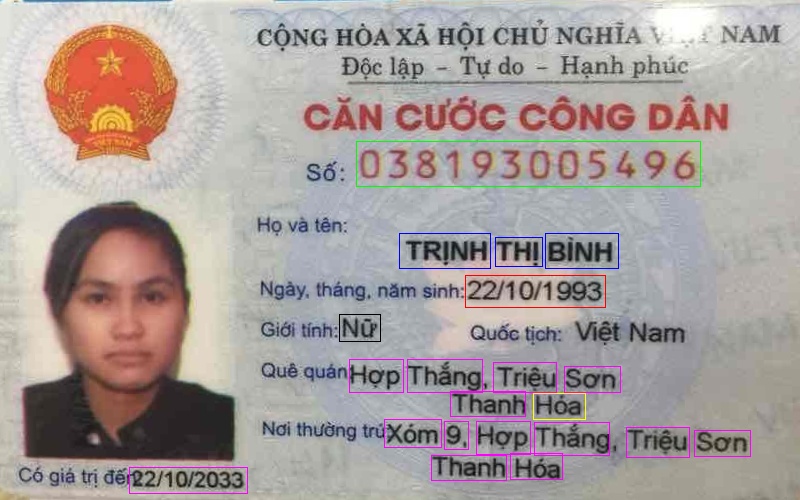 CỘNG HÒA XÃ HỘI CHỦ NGHĨA VIỆT NAM
Độc lập - Tự do - Hạnh phúc
CĂN CƯỚC CÔNG DÂN
Số: 038193005496
Họ và tên:
TRỊNH THỊ BÌNH
Ngày, tháng, năm sinh: 22/10/1993
Giới tính: Nữ Quốc tịch: Việt Nam
Quê quán: Hợp Thắng, Triệu Sơn
Thanh Hóa
Nơi thường trú: Xóm 9, Hợp Thắng, Triệu Sơn
Thanh Hóa
Có giá trị đến: 22/10/2033